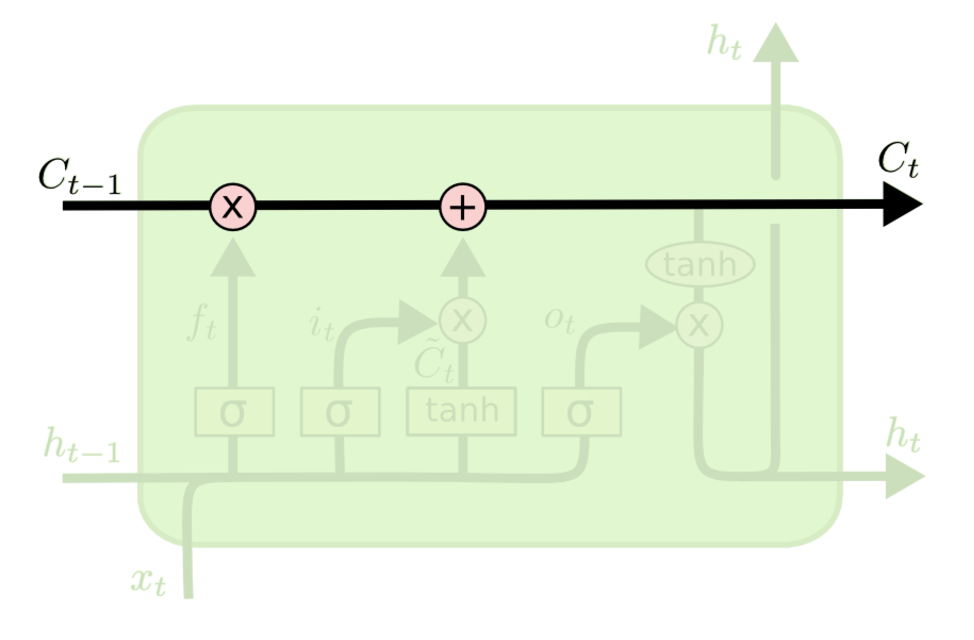 h_t
C_{t-1}
C_t
x
+
tanh
f_t
i_t
x
o_t
x
C̃_t
σ
σ
tanh
σ
h_{t-1}
h_t
x_t